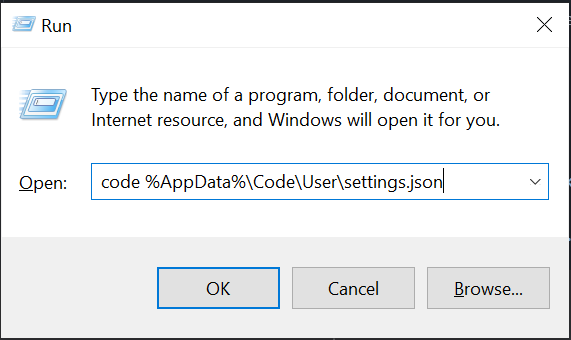 Run
Type the name of a program, folder, document, or
Internet resource, and Windows will open it for you.
Open: code %AppData%\Code\User\settings.json
OK Cancel Browse...